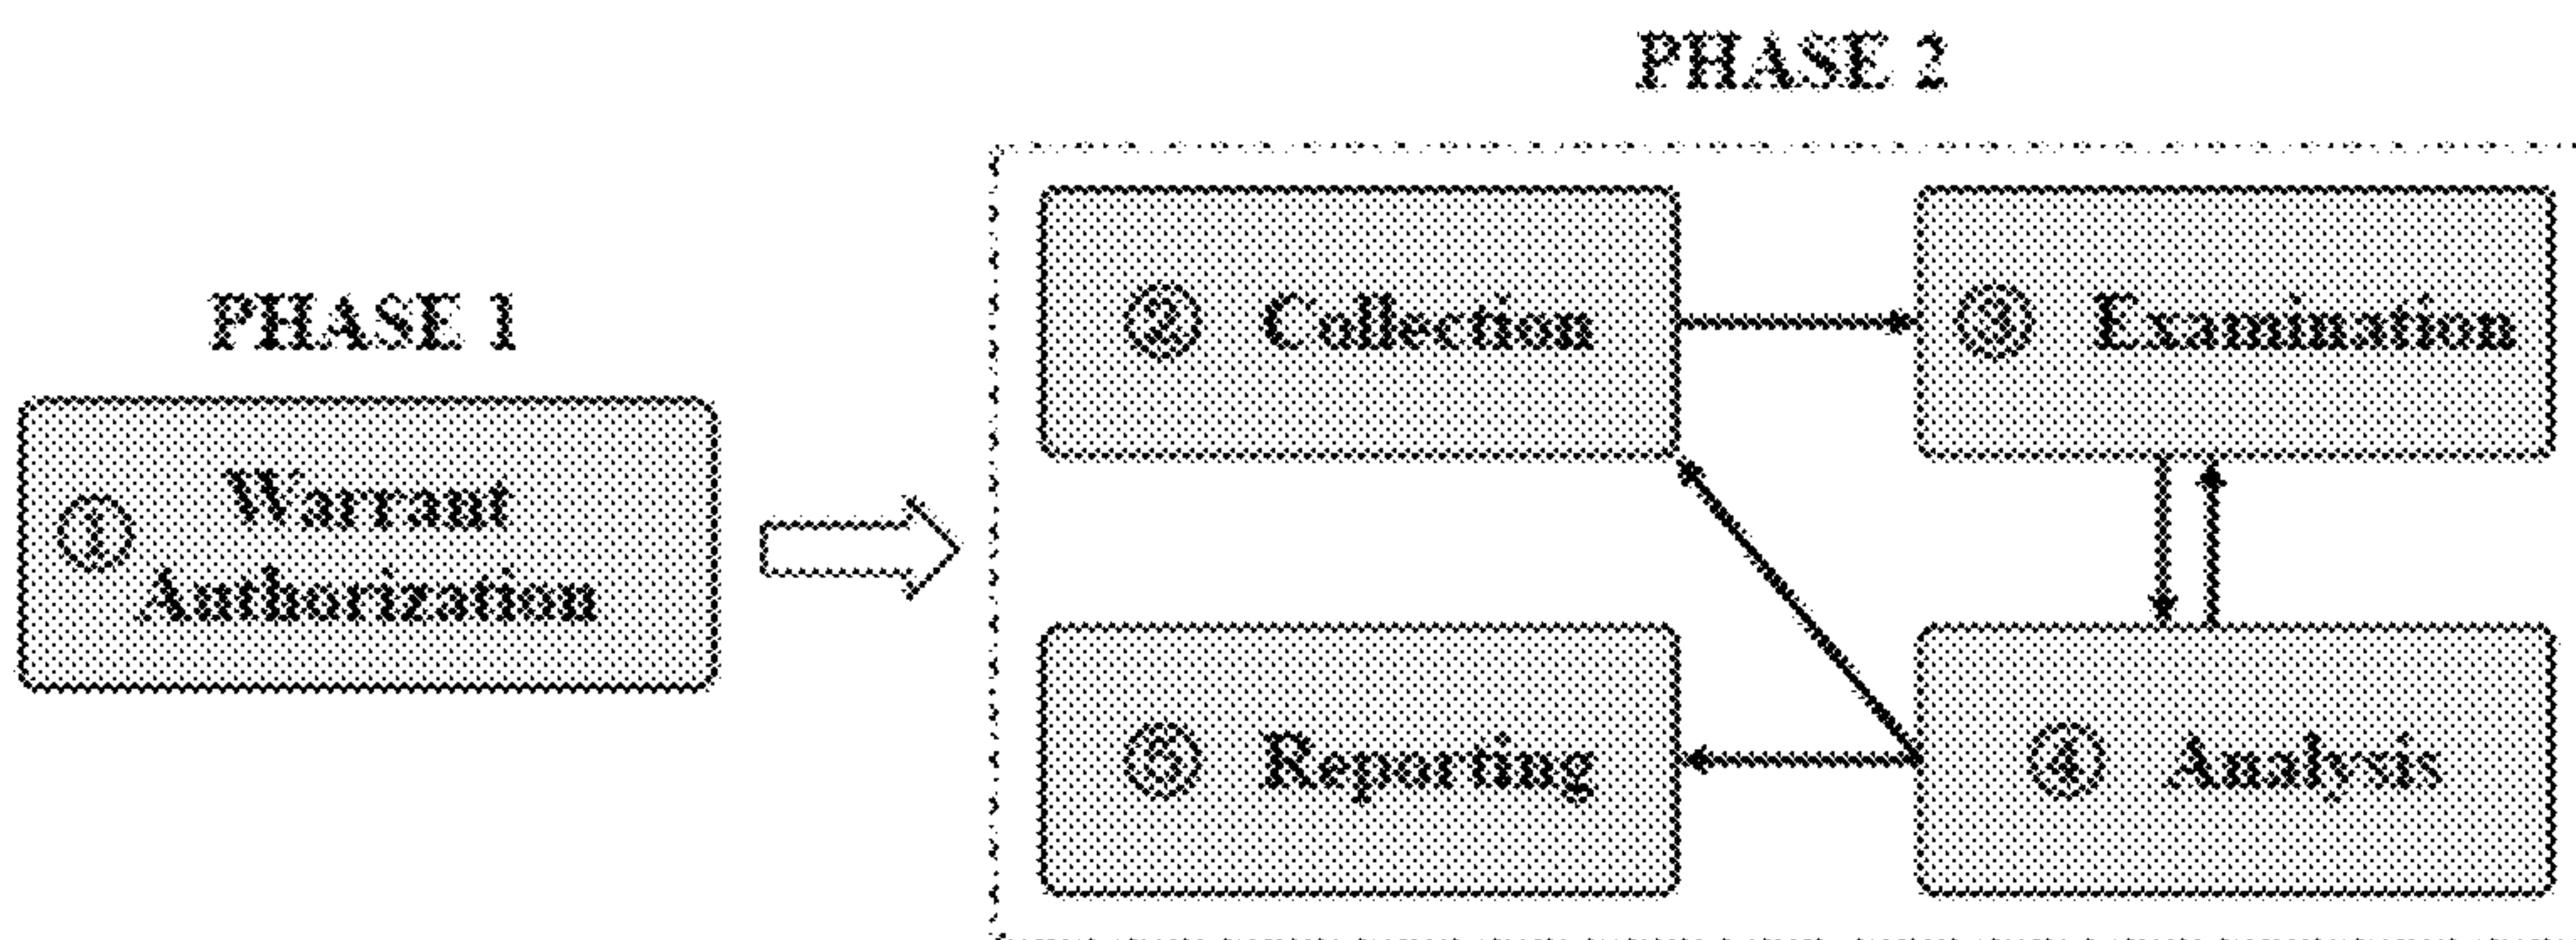 PHASE 1
① Warrant
Authorization
PHASE 2
② Collection
③ Examination
④ Analysis
⑤ Reporting